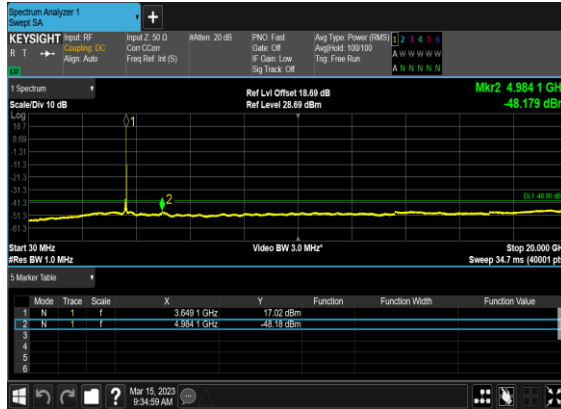 Spectrum Analyzer 1
Swept SA
+
KEYSIGHT Input: RF Input Z: 50 Ω #Atten: 20 dB PNO: Fast Avg Type: Power (RMS) 1 2 3 4 5 6
R T Coupling: DC Corr CCorr Gate: Off Avg|Hold: 100/100 A W W W W W
Align: Auto Freq Ref: Int (S) IF Gain: Low Trig: Free Run
Sig Track: Off A N N N N N
1 Spectrum Ref Lvl Offset 18.69 dB Mkr2 4.984 1 GH
Scale/Div 10 dB Ref Level 28.69 dBm -48.179 dB
Log
18.7
8.69
-1.31
-11.3
-21.3
-31.3
-41.3
-51.3
-61.3
1
2
DL1 -40.00 dB
Start 30 MHz Video BW 3.0 MHz* Stop 20.000 GH
#Res BW 1.0 MHz Sweep 34.7 ms (40001 pt
5 Marker Table
Mode Trace Scale X Y Function Function Width Function Value
1 N 1 f 3.649 1 GHz 17.02 dBm
2 N 1 f 4.984 1 GHz -48.18 dBm
3
4
5
6
? Mar 15, 2023
9:34:59 AM